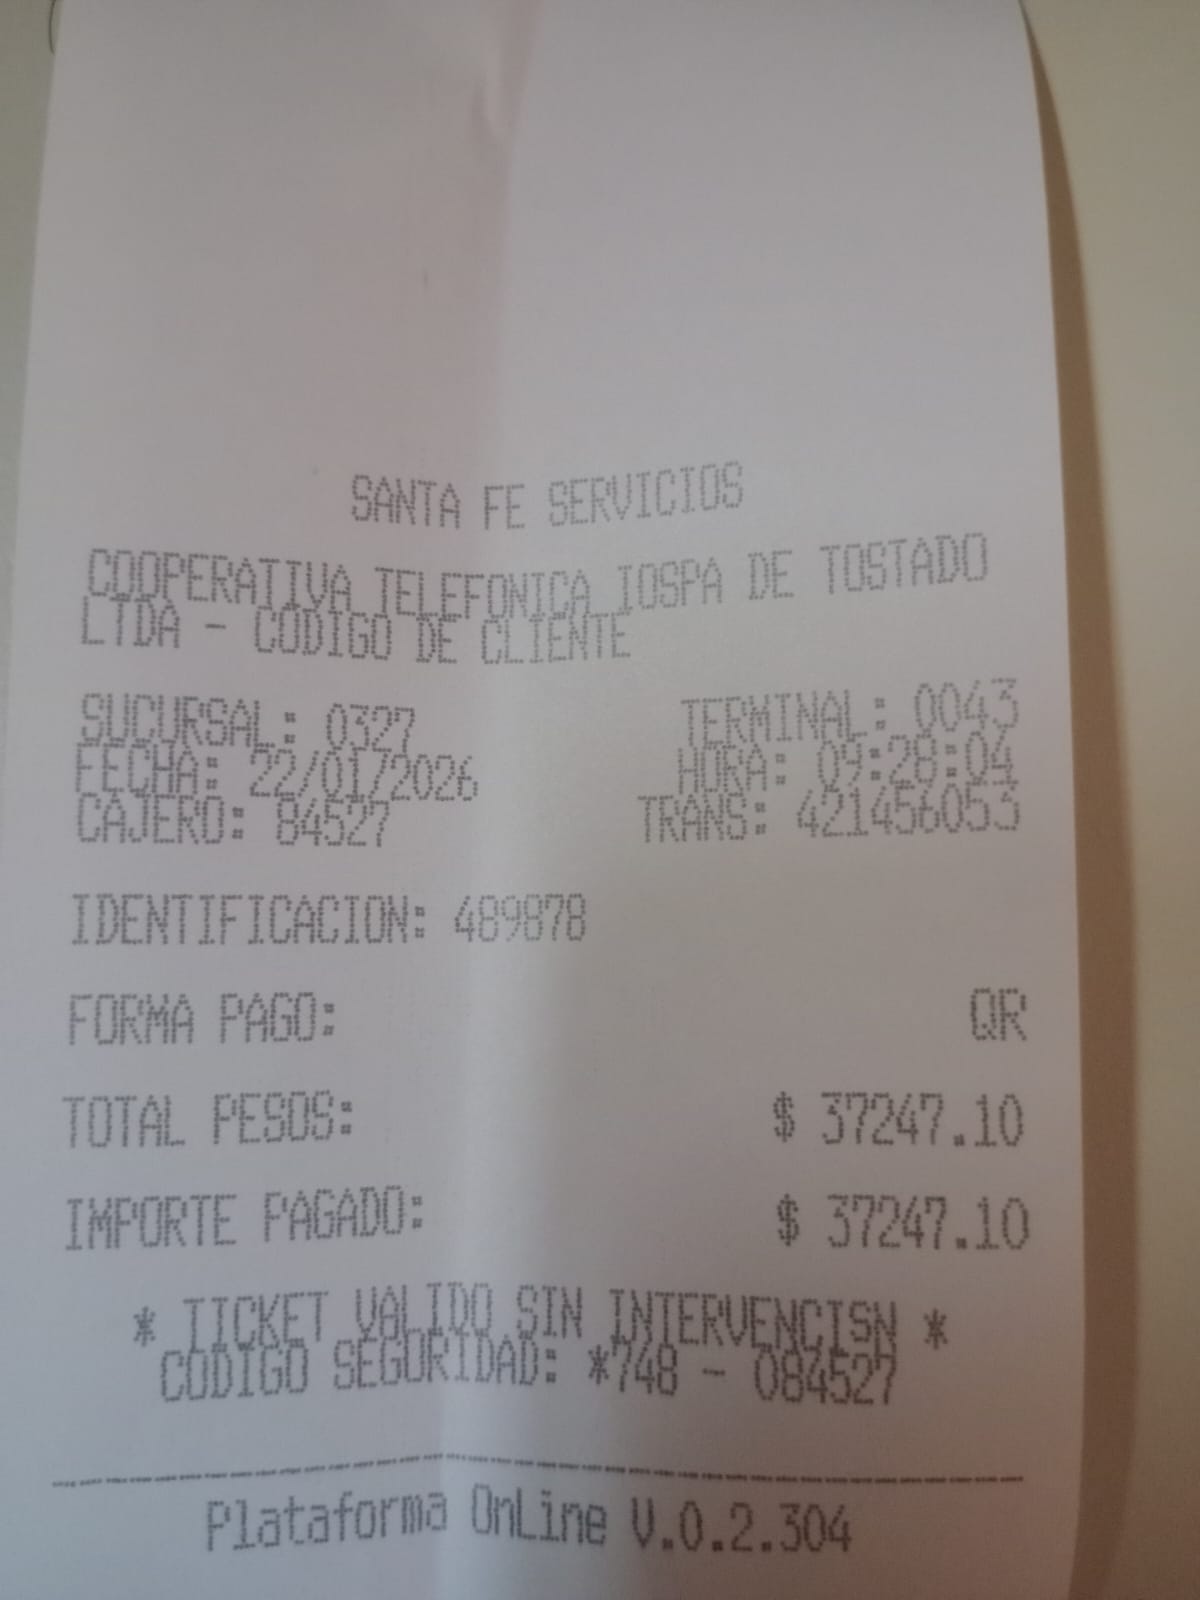 SANTA FE SERVICIOS
COOPERATIVA TELEFONICA IOSPA DE TOSTADO
LTDA - CODIGO DE CLIENTE
SUCURSAL: 0327 TERMINAL: 0043
FECHA: 22/01/2026 HORA: 09:28:04
CAJERO: 84527 TRANS: 421456053
IDENTIFICACION: 489878
FORMA PAGO: QR
TOTAL PESOS: $ 37247.10
IMPORTE PAGADO: $ 37247.10
* TICKET VALIDO SIN INTERVENCISN *
CODIGO SEGURIDAD: *748 - 084527
Plataforma OnLine V.0.2.304